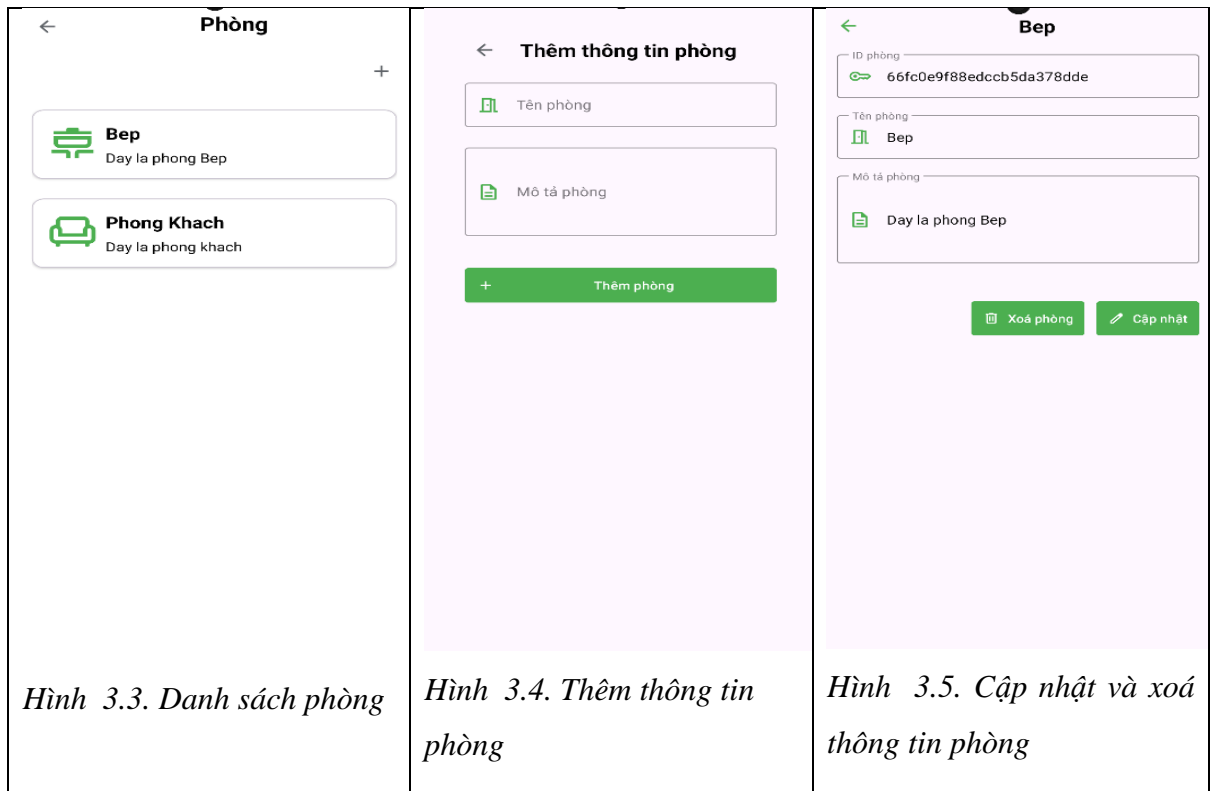 Phòng
Bep
Day la phong Bep
Phong Khach
Day la phong khach
Hình 3.3. Danh sách phòng
Thêm thông tin phòng
Tên phòng
Mô tả phòng
+ Thêm phòng
Hình 3.4. Thêm thông tin
phòng
Bep
ID phòng
66fc0e9f88edccb5da378dde
Tên phòng
Bep
Mô tả phòng
Day la phong Bep
Xoá phòng
Cập nhật
Hình 3.5. Cập nhật và xoá
thông tin phòng